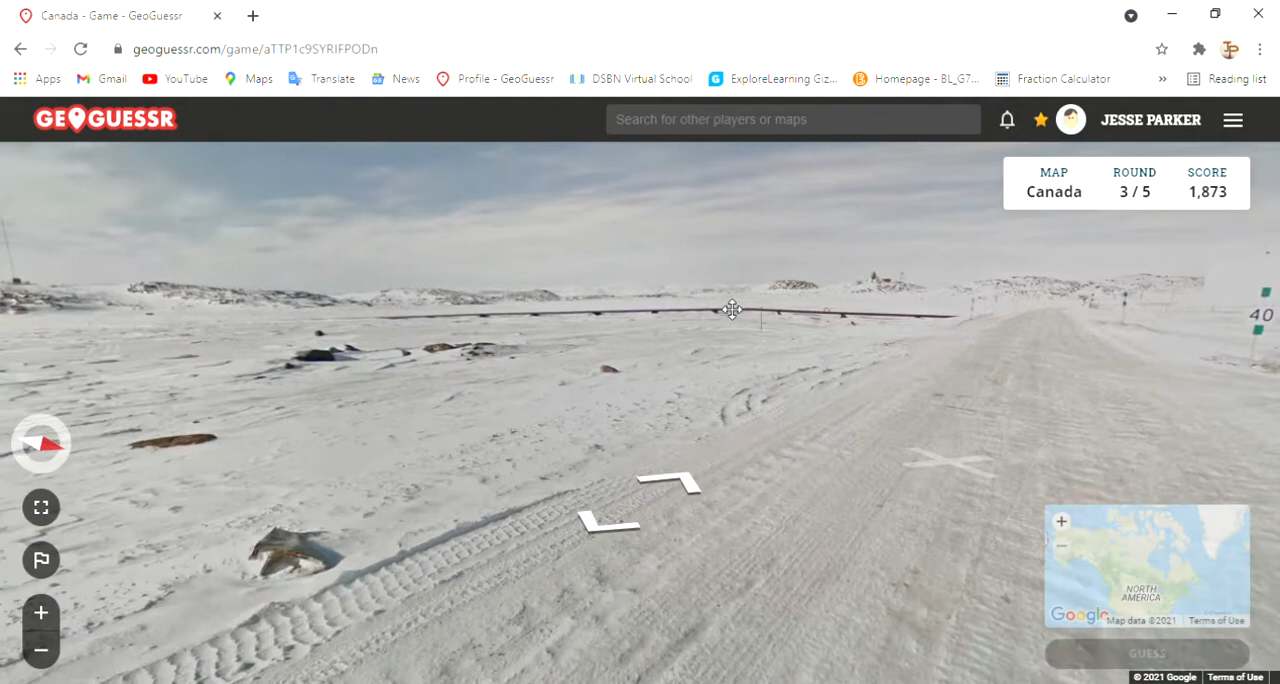 Canada - Game - GeoGuessr
geoguessr.com/game/aTTP1c9SYRIFPODn
Apps Gmail YouTube Maps Translate News Profile - GeoGuessr DSBN Virtual School ExploreLearning Giz... Homepage - BL_G7... Fraction Calculator » Reading list
GEOGUESSR Search for other players or maps JESSE PARKER
MAP ROUND SCORE
Canada 3 / 5 1,873
40
NORTH
AMERICA
Google Map data ©2021 Terms of Use
GUESS
© 2021 Google Terms of Use